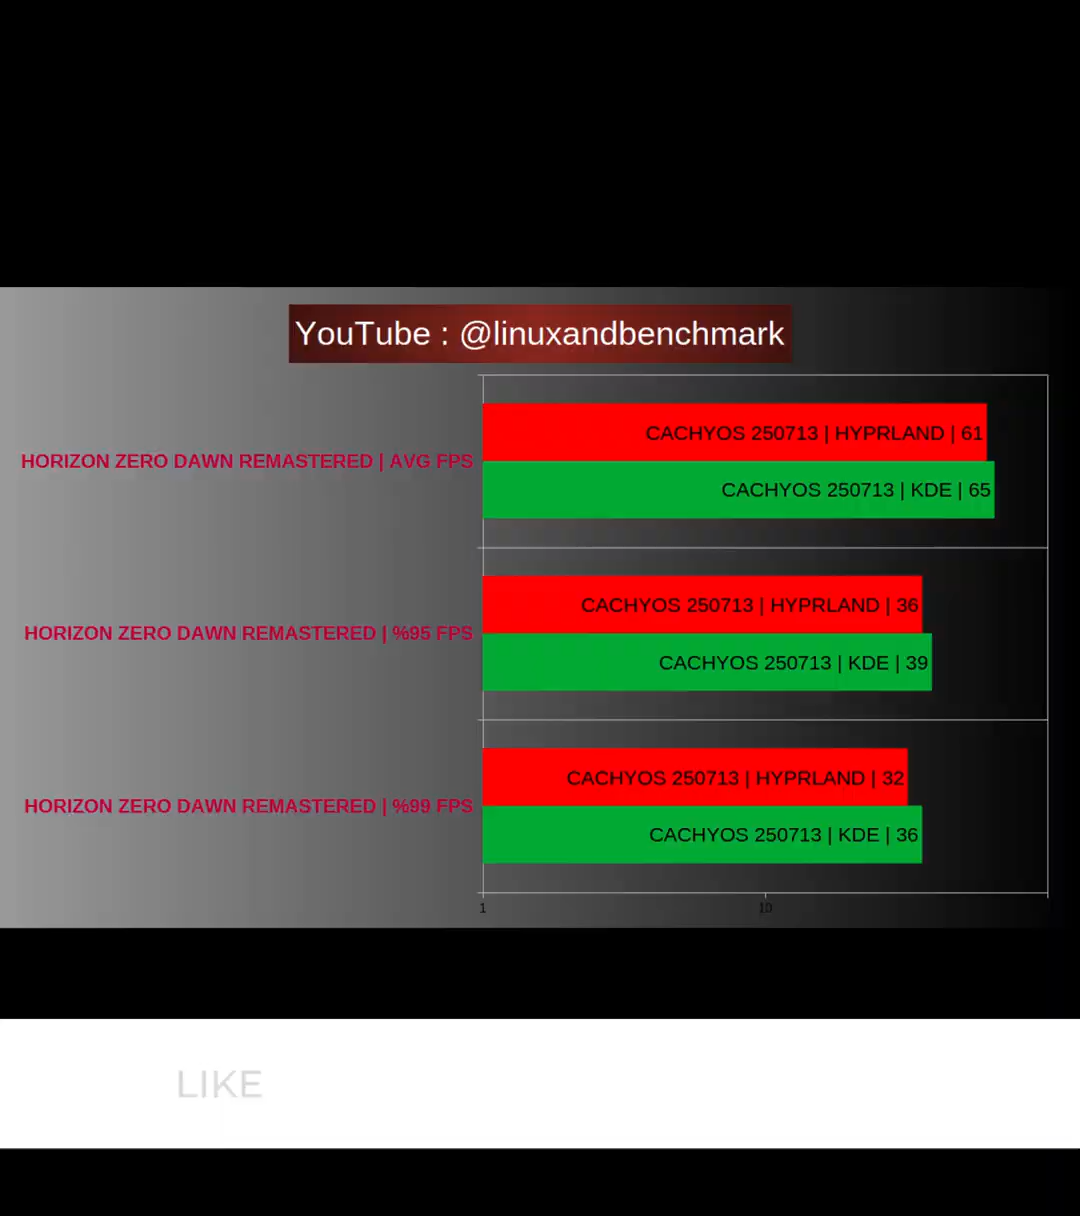 YouTube : @linuxandbenchmark
HORIZON ZERO DAWN REMASTERED | AVG FPS
CACHYOS 250713 | HYPRLAND | 61
CACHYOS 250713 | KDE | 65
HORIZON ZERO DAWN REMASTERED | %95 FPS
CACHYOS 250713 | HYPRLAND | 36
CACHYOS 250713 | KDE | 39
HORIZON ZERO DAWN REMASTERED | %99 FPS
CACHYOS 250713 | HYPRLAND | 32
CACHYOS 250713 | KDE | 36
1 10
LIKE